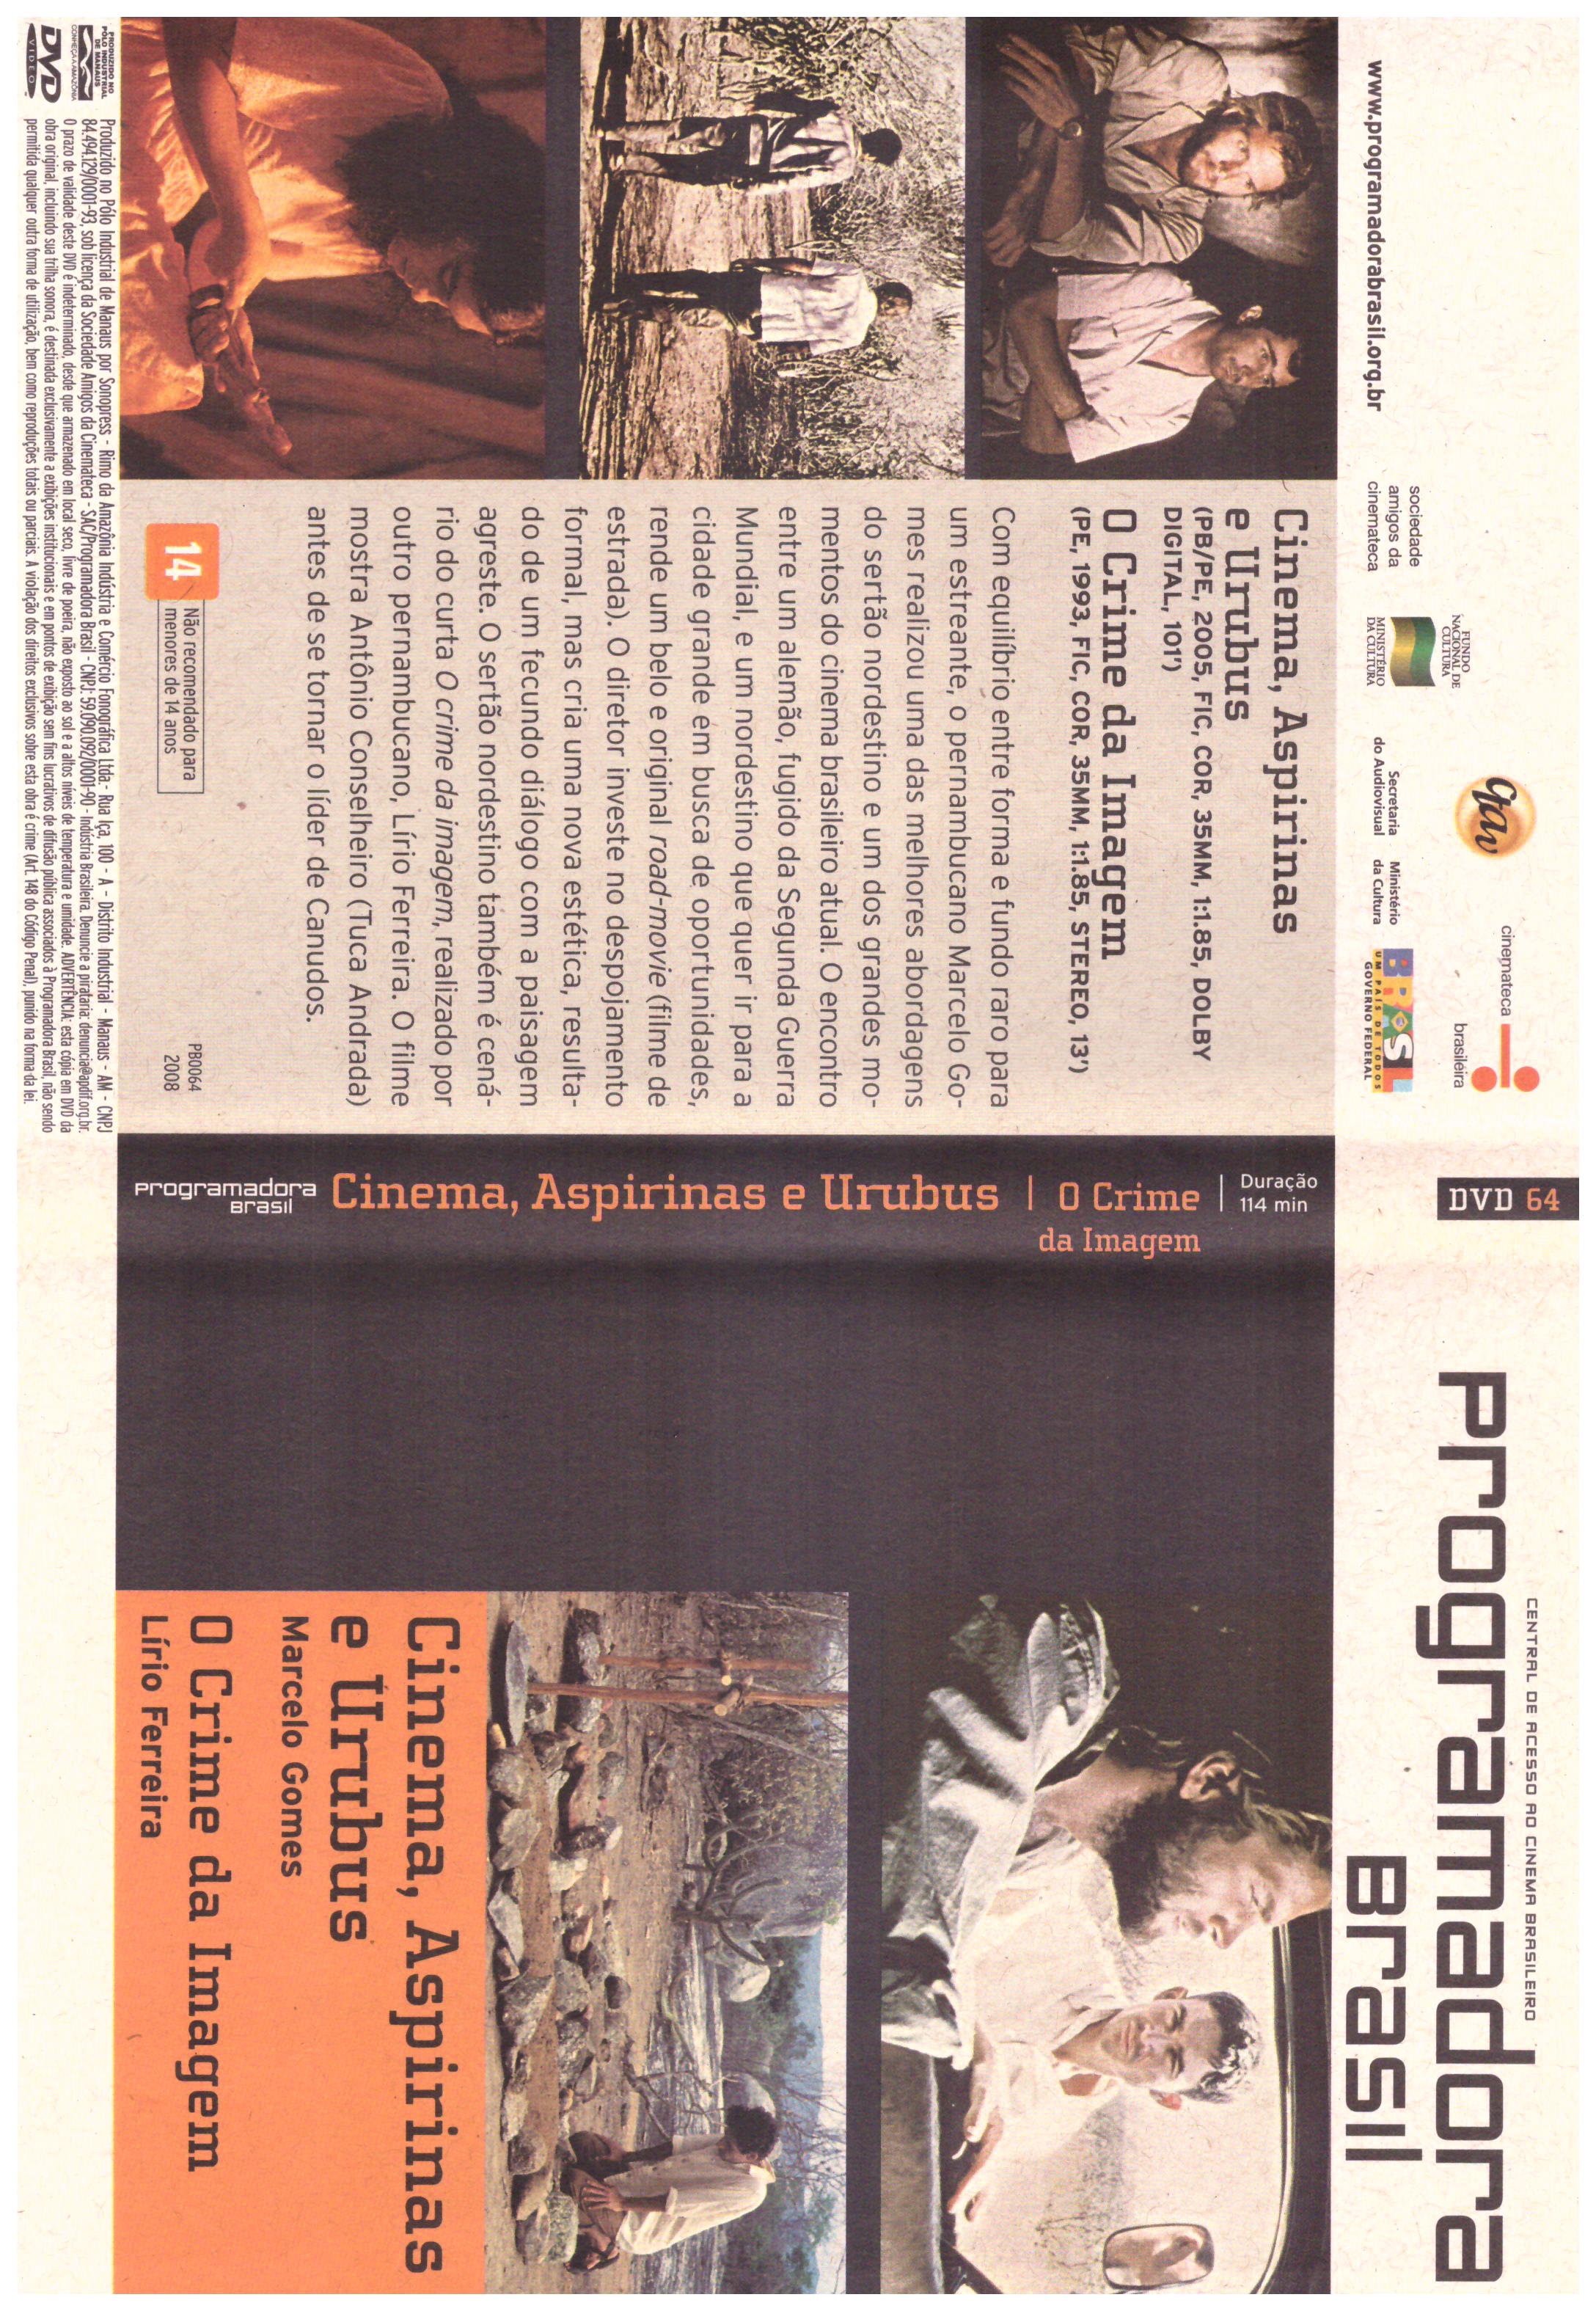 www.programadorabrasil.org.br
sociedade
amigos da
cinemateca
FUNDO
NACIONAL DE
CULTURA
MINISTÉRIO
DA CULTURA
Secretaria
do Audiovisual
Ministério
da Cultura
cinemateca
brasileira
BRASIL
UM PAÍS DE TODOS
GOVERNO FEDERAL
Cinema, Aspirinas
e Urubus
(PB/PE, 2005, FIC, COR, 35MM, 1:1.85, DOLBY
DIGITAL, 101')
O Crime da Imagem
(PE, 1993, FIC, COR, 35MM, 1:1.85, STEREO, 13')
Com equilíbrio entre forma e fundo raro para
um estreante, o pernambucano Marcelo Go-
mes realizou uma das melhores abordagens
do sertão nordestino e um dos grandes mo-
mentos do cinema brasileiro atual. O encontro
entre um alemão, fugido da Segunda Guerra
Mundial, e um nordestino que quer ir para a
cidade grande em busca de oportunidades,
rende um belo e original road-movie (filme de
estrada). O diretor investe no despojamento
formal, mas cria uma nova estética, resulta-
do de um fecundo diálogo com a paisagem
agreste. O sertão nordestino também é cená-
rio do curta O crime da imagem, realizado por
outro pernambucano, Lírio Ferreira. O filme
mostra Antônio Conselheiro (Tuca Andrada)
antes de se tornar o líder de Canudos.
14
Não recomendado para
menores de 14 anos
PB0064
2008
PRODUZIDO NO
PÓLO INDUSTRIAL
DE MANAUS
CONHEÇA A AMAZÔNIA
DVD
VIDEO
Produzido no Pólo Industrial de Manaus por Sonopress - Rimo da Amazônia Indústria e Comércio Fonográfica Ltda.- Rua Iça, 100 - A - Distrito Industrial - Manaus - AM - CNPJ
84.494.129/0001-93, sob licença da Sociedade Amigos da Cinemateca - SAC/Programadora Brasil - CNPJ: 59.090.092/0001-90 - Indústria Brasileira. Denuncie a pirataria: denuncia@apdif.org.br.
O prazo de validade deste DVD é indeterminado, desde que armazenado em local seco, livre de poeira, não exposto ao sol e a altos níveis de temperatura e umidade. ADVERTÊNCIA: esta cópia em DVD da
obra original, incluindo sua trilha sonora, é destinada exclusivamente a exibições institucionais e em pontos de exibição sem fins lucrativos de difusão pública associados à Programadora Brasil, não sendo
permitida qualquer outra forma de utilização, bem como reproduções totais ou parciais. A violação dos direitos exclusivos sobre esta obra é crime (Art. 148 do Código Penal), punido na forma da lei.
DVD 64
Duração
114 min
O Crime
da Imagem
Cinema, Aspirinas e Urubus
programadora
Brasil
CENTRAL DE ACESSO AO CINEMA BRASILEIRO
programadora
Brasil
Cinema, Aspirinas
e Urubus
Marcelo Gomes
O Crime da Imagem
Lírio Ferreira